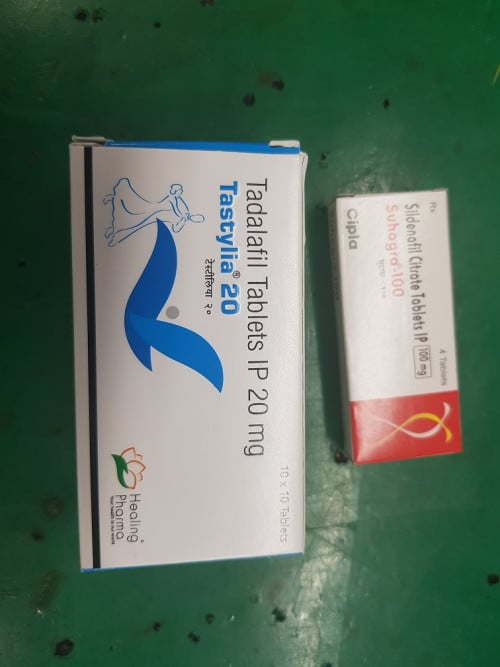 Tadalafil Tablets IP 20 mg
Tastylia® 20
टेस्टीलिया २०
10 x 10 Tablets
Healing®
Pharma
Rx
4 Tablets
Sildenafil Citrate Tablets IP 100 mg
Suhagra-100
Cipla